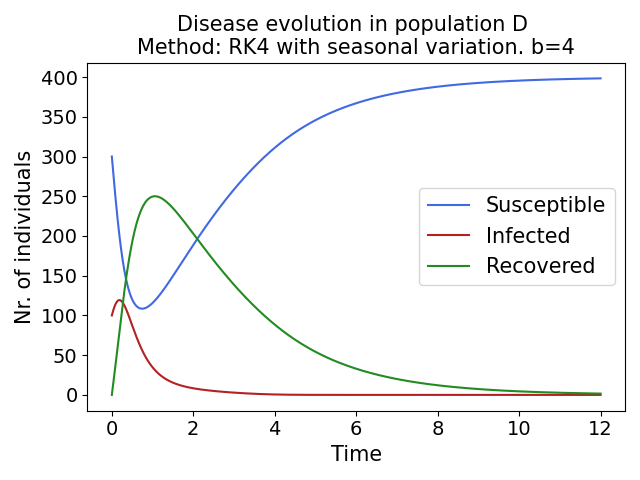 Disease evolution in population D
Method: RK4 with seasonal variation. b=4
400
350
300
250
200
150
100
50
0
Nr. of individuals
Susceptible
Infected
Recovered
0 2 4 6 8 10 12
Time